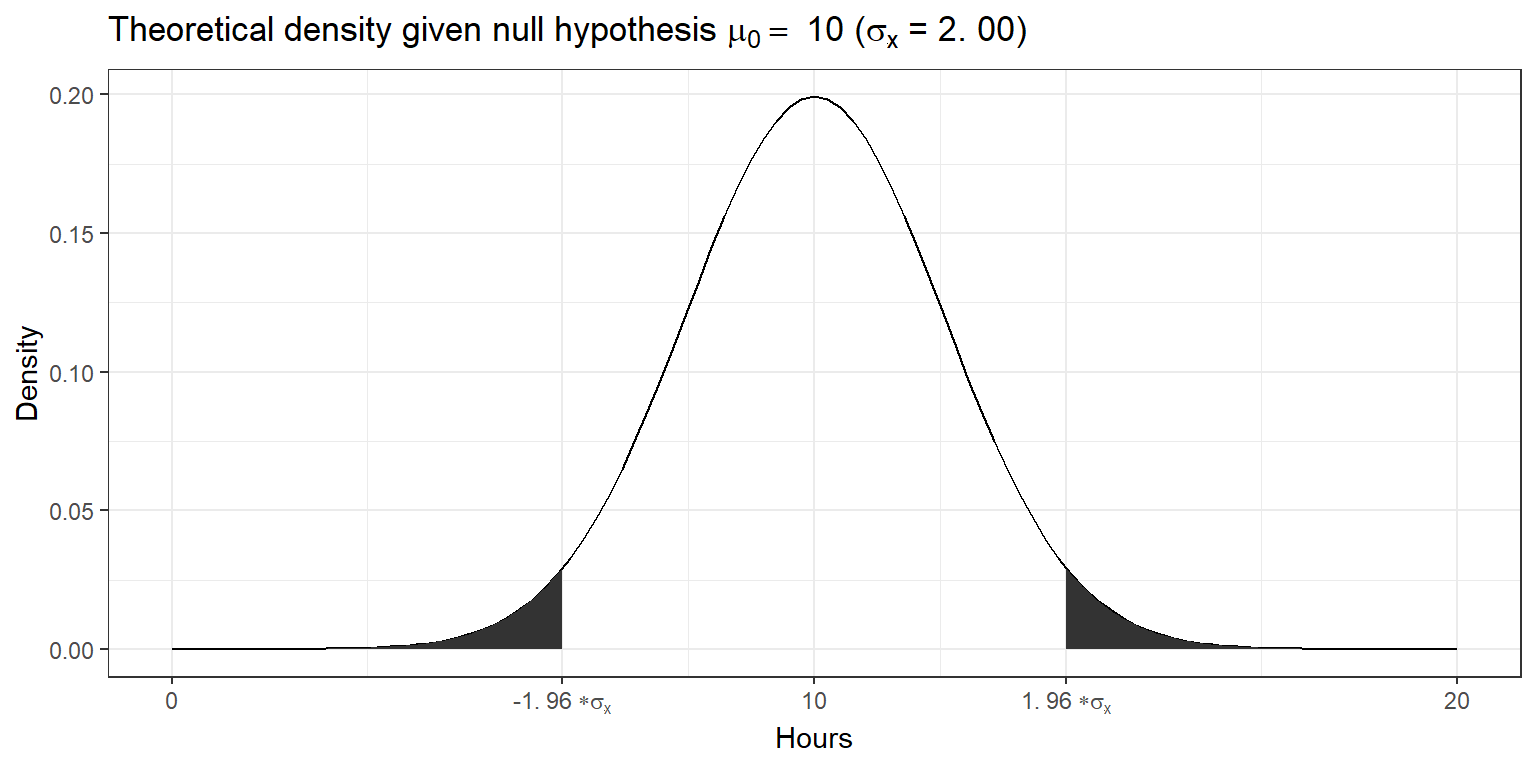 Theoretical density given null hypothesis μ₀ = 10 (σₓ = 2. 00)
0.20
0.15
0.10
0.05
0.00
Density
0 -1. 96 *σₓ 10 1. 96 *σₓ 20
Hours